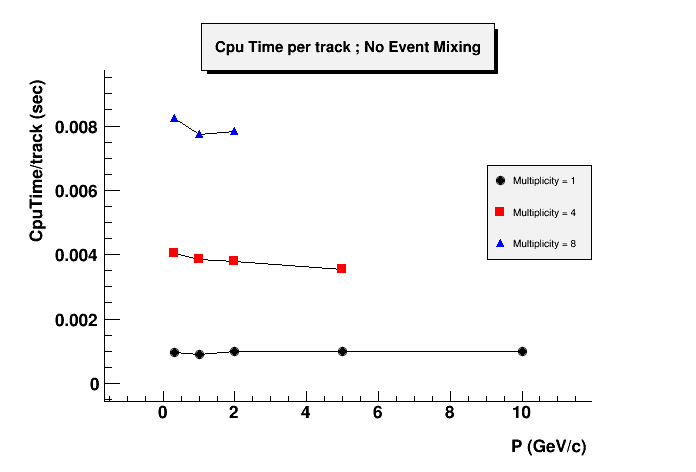 Cpu Time per track ; No Event Mixing
CpuTime/track (sec)
0.008
0.006
0.004
0.002
0
Multiplicity = 1
Multiplicity = 4
Multiplicity = 8
0 2 4 6 8 10
P (GeV/c)